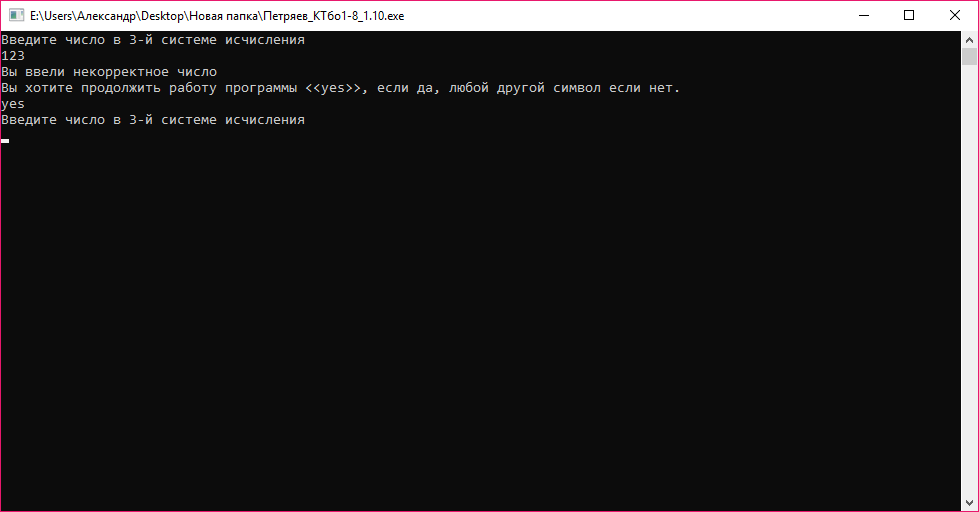 E:\Users\Александр\Desktop\Новая папка\Петряев_КТбо1-8_1.10.exe
Введите число в 3-й системе исчисления
123
Вы ввели некорректное число
Вы хотите продолжить работу программы <<yes>>, если да, любой другой символ если нет.
yes
Введите число в 3-й системе исчисления